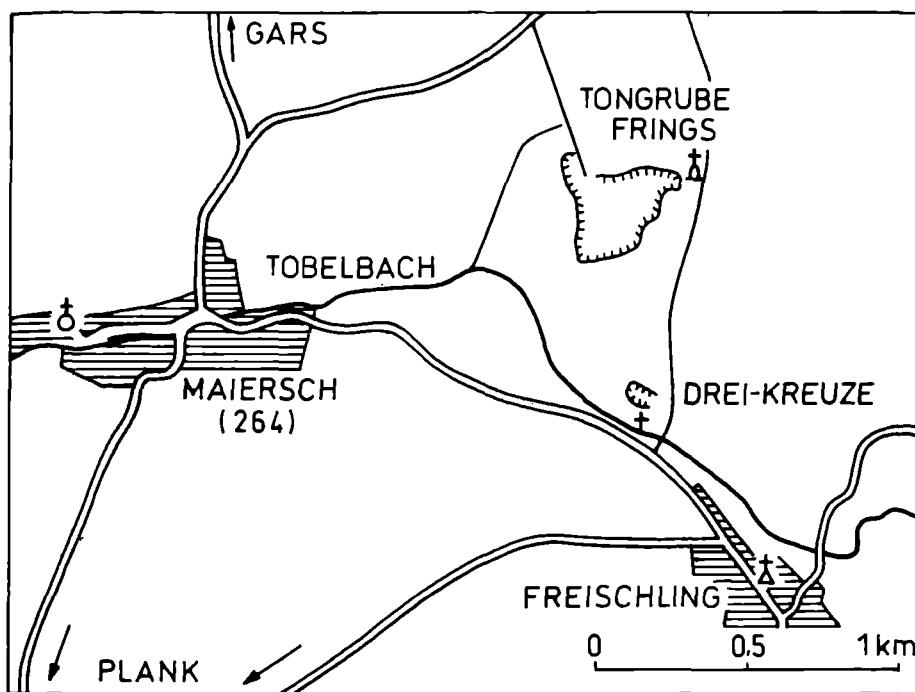 GARS
TONGRUBE
FRINGS
TOBELBACH
MAIERSCH
(264)
DREI-KREUZE
FREISCHLING
PLANK
0 0.5 1km